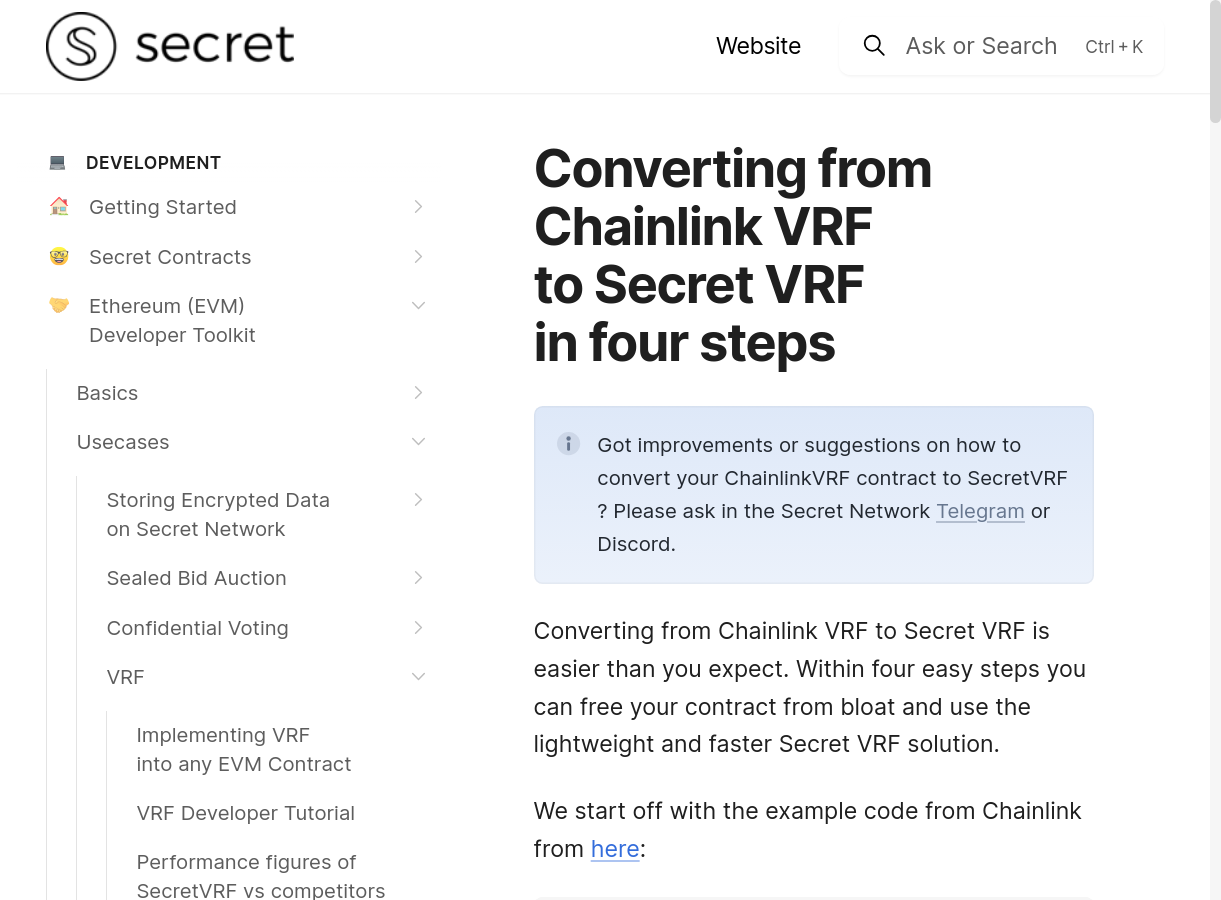 secret
Website
Ask or Search
Ctrl + K
DEVELOPMENT
Getting Started
Secret Contracts
Ethereum (EVM)
Developer Toolkit
Basics
Usecases
Storing Encrypted Data
on Secret Network
Sealed Bid Auction
Confidential Voting
VRF
Implementing VRF
into any EVM Contract
VRF Developer Tutorial
Performance figures of
SecretVRF vs competitors
Converting from
Chainlink VRF
to Secret VRF
in four steps
Got improvements or suggestions on how to
convert your ChainlinkVRF contract to SecretVRF
? Please ask in the Secret Network Telegram or
Discord.
Converting from Chainlink VRF to Secret VRF is
easier than you expect. Within four easy steps you
can free your contract from bloat and use the
lightweight and faster Secret VRF solution.
We start off with the example code from Chainlink
from here: